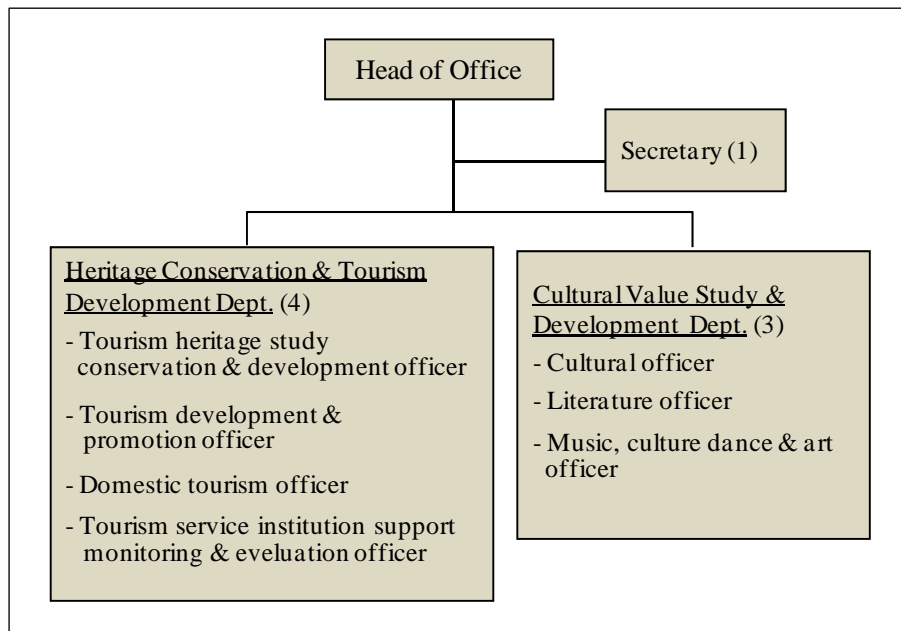 Head of Office
Secretary (1)
Heritage Conservation & Tourism
Development Dept. (4)
- Tourism heritage study
conservation & development officer
- Tourism development &
promotion officer
- Domestic tourism officer
- Tourism service institution support
monitoring & eveluation officer
Cultural Value Study &
Development Dept. (3)
- Cultural officer
- Literature officer
- Music, culture dance & art
officer